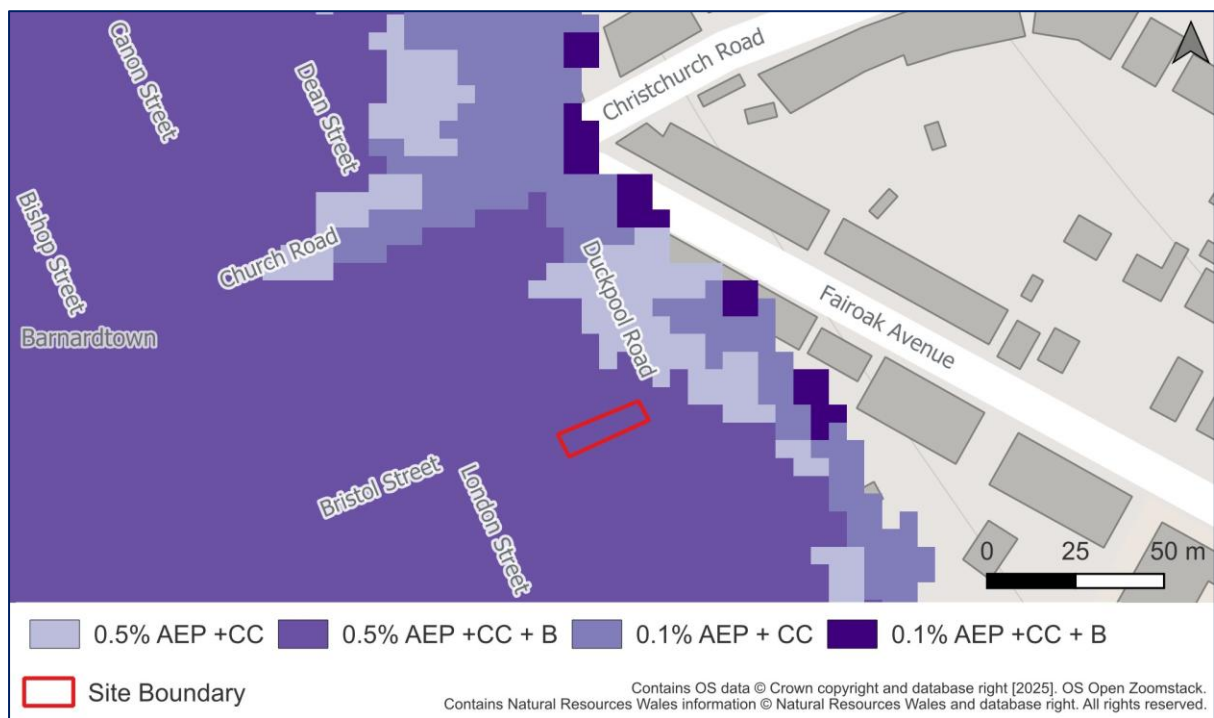 Canon Street
Dean Street
Christchurch Road
Bishop Street
Church Road
Duckpool Road
Fairoak Avenue
Barnardtown
Bristol Street
London Street
0 25 50 m
0.5% AEP +CC 0.5% AEP +CC + B 0.1% AEP + CC 0.1% AEP +CC + B
Site Boundary
Contains OS data © Crown copyright and database right [2025]. OS Open Zoomstack.
Contains Natural Resources Wales information © Natural Resources Wales and database right. All rights reserved.